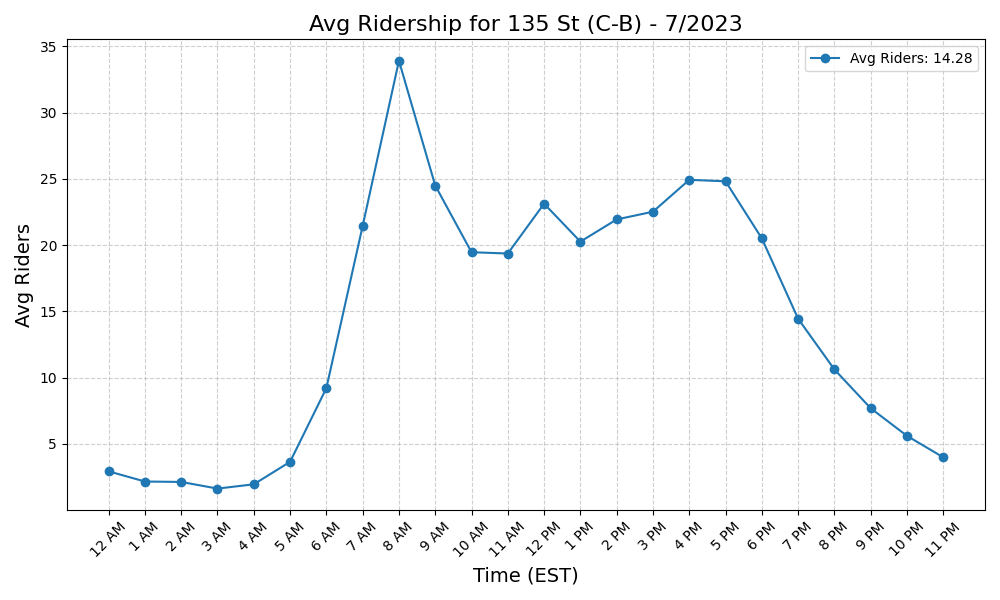 Avg Ridership for 135 St (C-B) - 7/2023
Avg Riders: 14.28
Avg Riders
35
30
25
20
15
10
5
12 AM
1 AM
2 AM
3 AM
4 AM
5 AM
6 AM
7 AM
8 AM
9 AM
10 AM
11 AM
12 PM
1 PM
2 PM
3 PM
4 PM
5 PM
6 PM
7 PM
8 PM
9 PM
10 PM
11 PM
Time (EST)